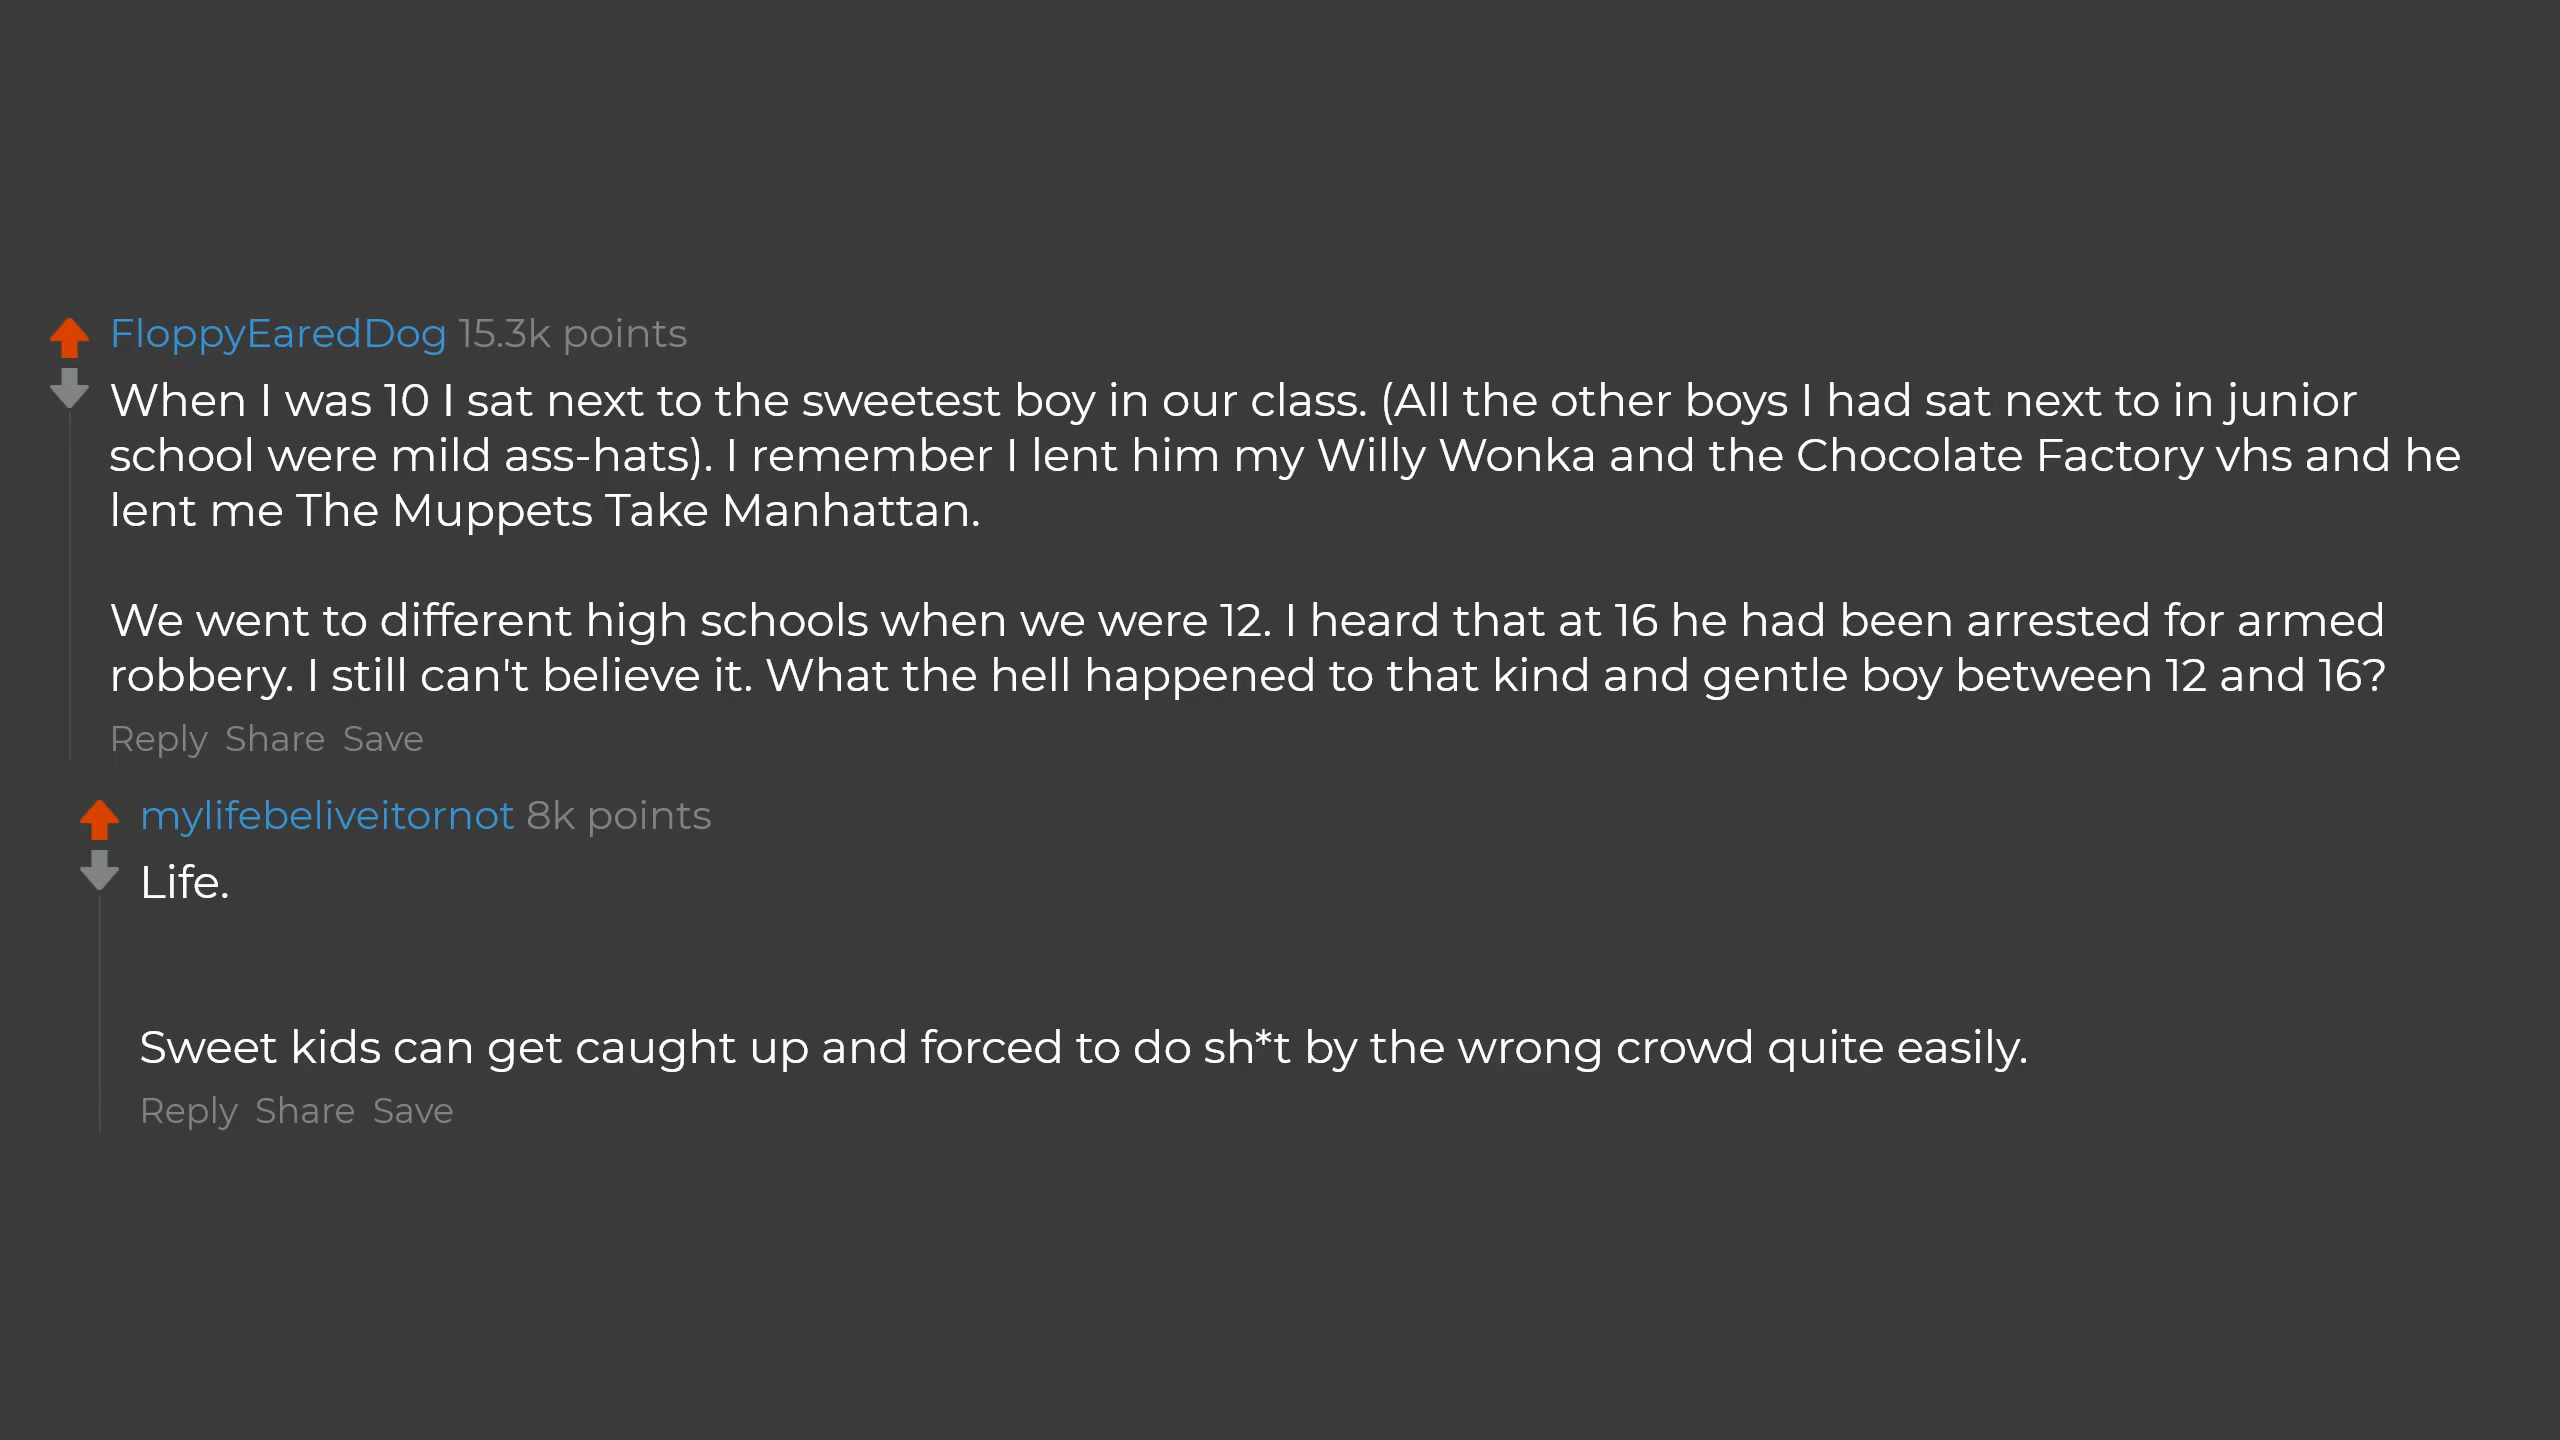 FloppyEaredDog 15.3k points
When I was 10 I sat next to the sweetest boy in our class. (All the other boys I had sat next to in junior
school were mild ass-hats). I remember I lent him my Willy Wonka and the Chocolate Factory vhs and he
lent me The Muppets Take Manhattan.
We went to different high schools when we were 12. I heard that at 16 he had been arrested for armed
robbery. I still can't believe it. What the hell happened to that kind and gentle boy between 12 and 16?
Reply Share Save
mylifebeliveitornot 8k points
Life.
Sweet kids can get caught up and forced to do sh*t by the wrong crowd quite easily.
Reply Share Save